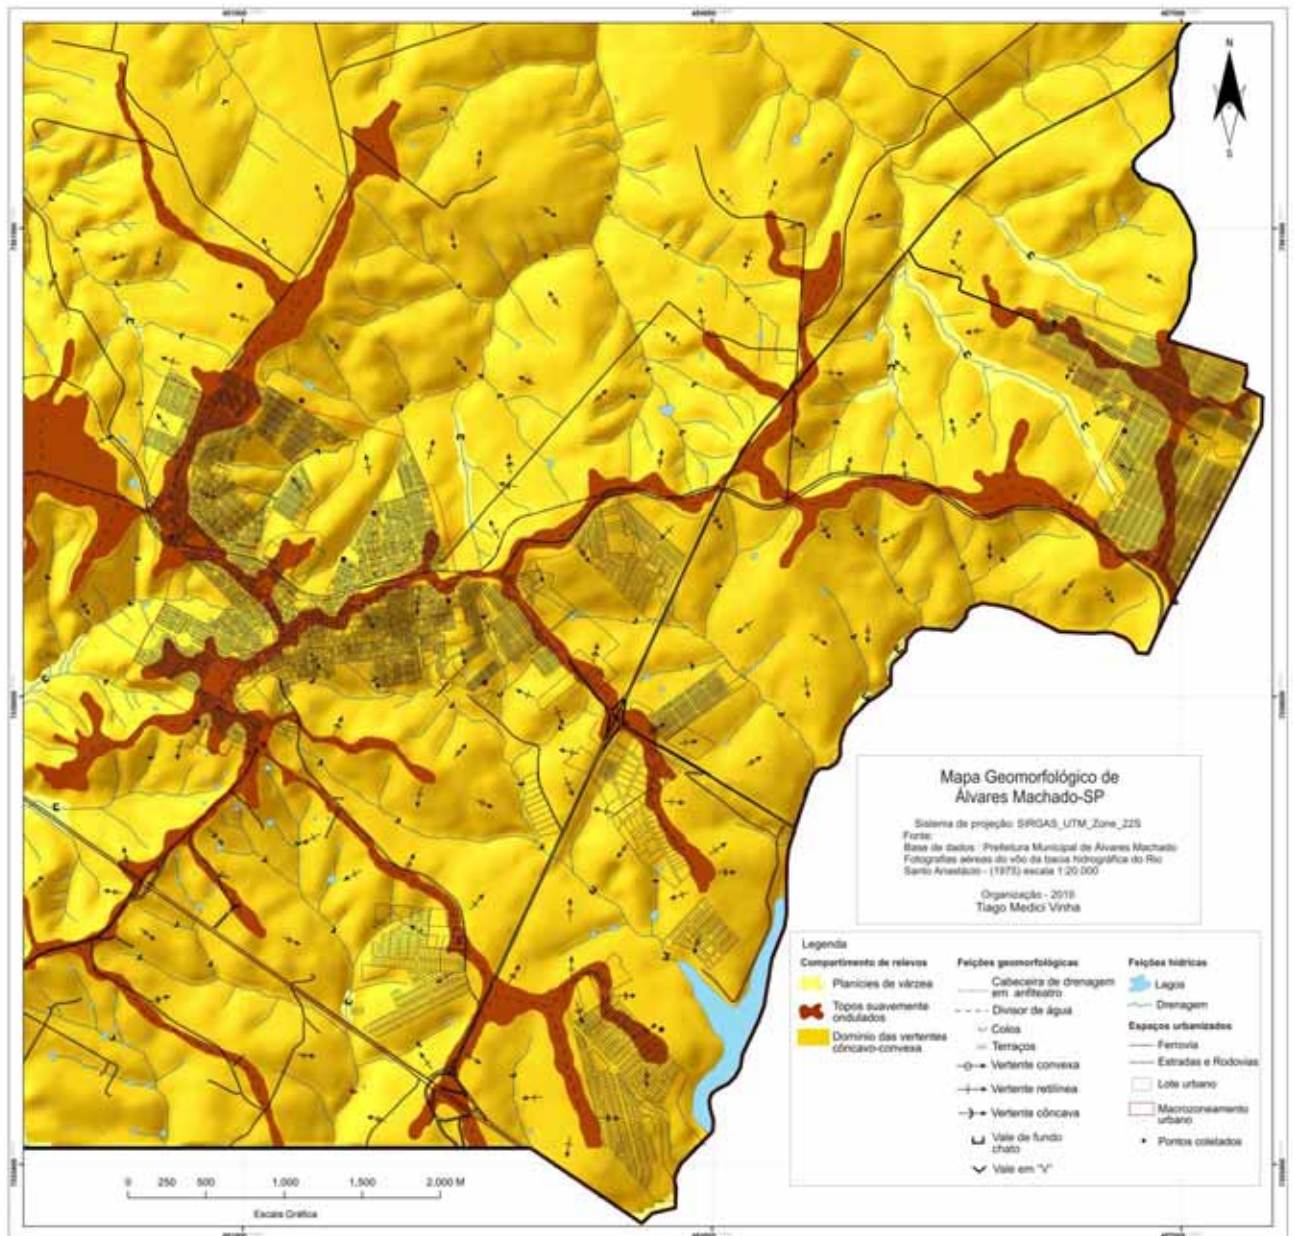 N
S
Mapa Geomorfológico de
Álvares Machado-SP
Sistema de projeção: SIRGAS_UTM_Zone_22S
Fonte:
Base de dados : Prefeitura Municipal de Álvares Machado
Fotografias aéreas do vôo da bacia hidrográfica do Rio
Santo Anastácio - (1975) escala 1:20.000
Organização - 2019
Tiago Medici Vinha
Legenda
Compartimento de relevos
Planícies de várzea
Topos suavemente
ondulados
Domínio das vertentes
côncavo-convexa
Feições geomorfológicas
Cabeceira de drenagem
em anfiteatro
Divisor de água
Colos
Terraços
Vertente convexa
Vertente retilínea
Vertente côncava
Vale de fundo
chato
Vale em "V"
Feições hídricas
Lagos
Drenagem
Espaços urbanizados
Ferrovia
Estradas e Rodovias
Lote urbano
Macrozoneamento
urbano
Pontos coletados
0 250 500 1,000 1,500 2,000 M
Escala Gráfica